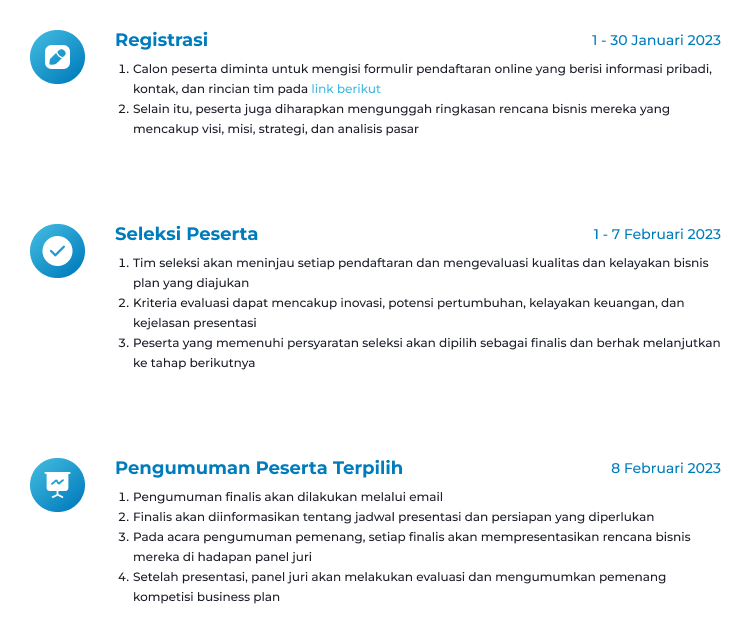 Registrasi
1 - 30 Januari 2023
1. Calon peserta diminta untuk mengisi formulir pendaftaran online yang berisi informasi pribadi,
kontak, dan rincian tim pada link berikut
2. Selain itu, peserta juga diharapkan mengunggah ringkasan rencana bisnis mereka yang
mencakup visi, misi, strategi, dan analisis pasar
Seleksi Peserta
1 - 7 Februari 2023
1. Tim seleksi akan meninjau setiap pendaftaran dan mengevaluasi kualitas dan kelayakan bisnis
plan yang diajukan
2. Kriteria evaluasi dapat mencakup inovasi, potensi pertumbuhan, kelayakan keuangan, dan
kejelasan presentasi
3. Peserta yang memenuhi persyaratan seleksi akan dipilih sebagai finalis dan berhak melanjutkan
ke tahap berikutnya
Pengumuman Peserta Terpilih
8 Februari 2023
1. Pengumuman finalis akan dilakukan melalui email
2. Finalis akan diinformasikan tentang jadwal presentasi dan persiapan yang diperlukan
3. Pada acara pengumuman pemenang, setiap finalis akan mempresentasikan rencana bisnis
mereka di hadapan panel juri
4. Setelah presentasi, panel juri akan melakukan evaluasi dan mengumumkan pemenang
kompetisi business plan